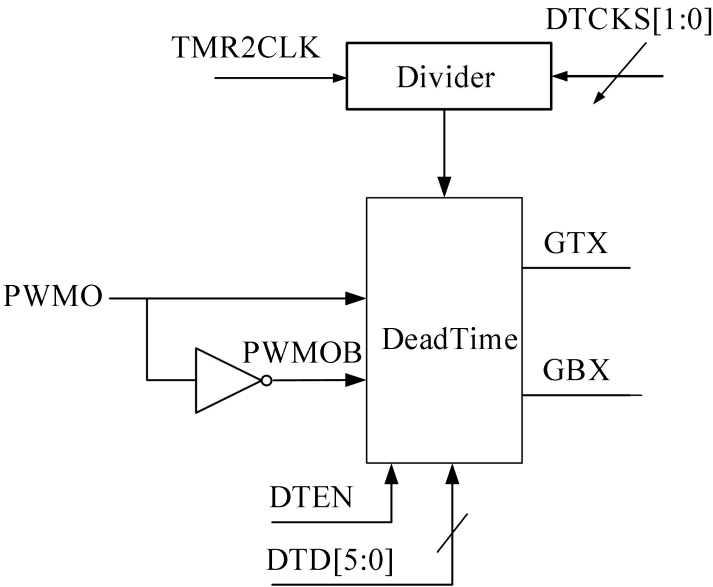 TMR2CLK
DTCKS[1:0]
Divider
GTX
PWMO
DeadTime
PWMOB
GBX
DTEN
DTD[5:0]